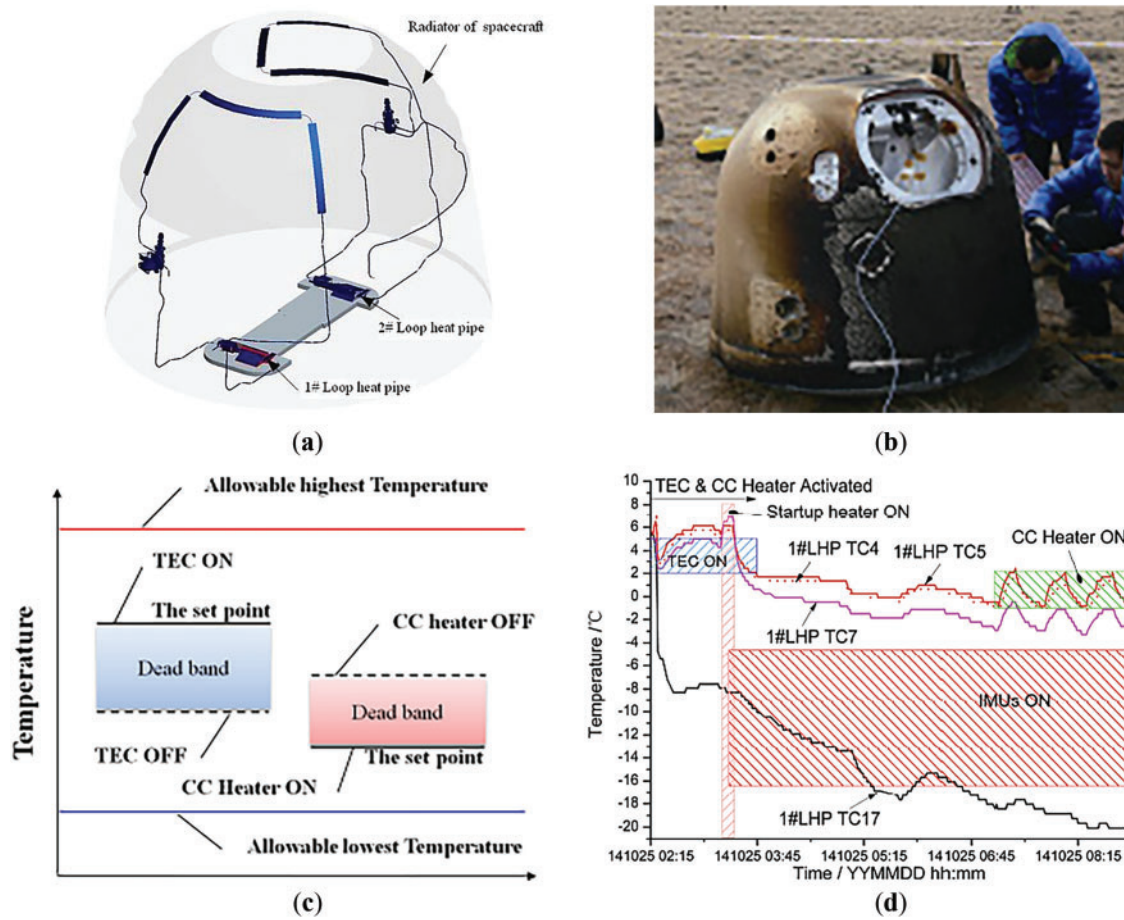 Radiator of spacecraft
2# Loop heat pipe
1# Loop heat pipe
(a)
(b)
Temperature
Allowable highest Temperature
TEC ON
The set point
CC heater OFF
Dead band
Dead band
TEC OFF
The set point
CC Heater ON
Allowable lowest Temperature
(c)
Temperature /℃
10
8
6
4
2
0
-2
-4
-6
-8
-10
-12
-14
-16
-18
-20
TEC & CC Heater Activated
Startup heater ON
1#LHP TC4
1#LHP TC5
CC Heater ON
TEC ON
1#LHP TC7
IMUs ON
1#LHP TC17
141025 02:15
141025 03:45
141025 05:15
141025 06:45
141025 08:15
Time / YYMMDD hh:mm
(d)